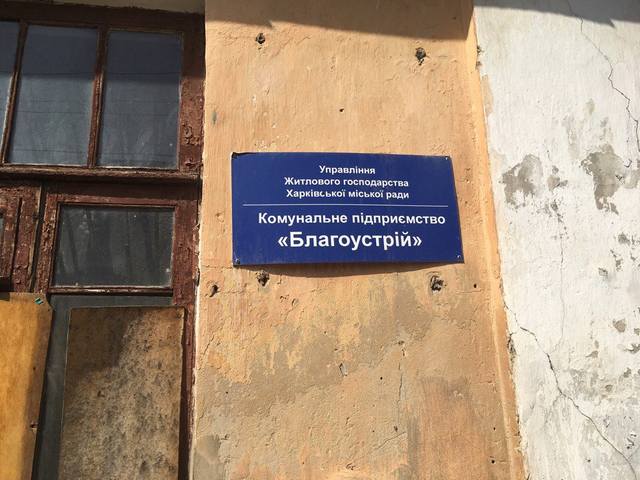 Управління
Житлового господарства
Харківської міської ради
Комунальне підприємство
«Благоустрій»